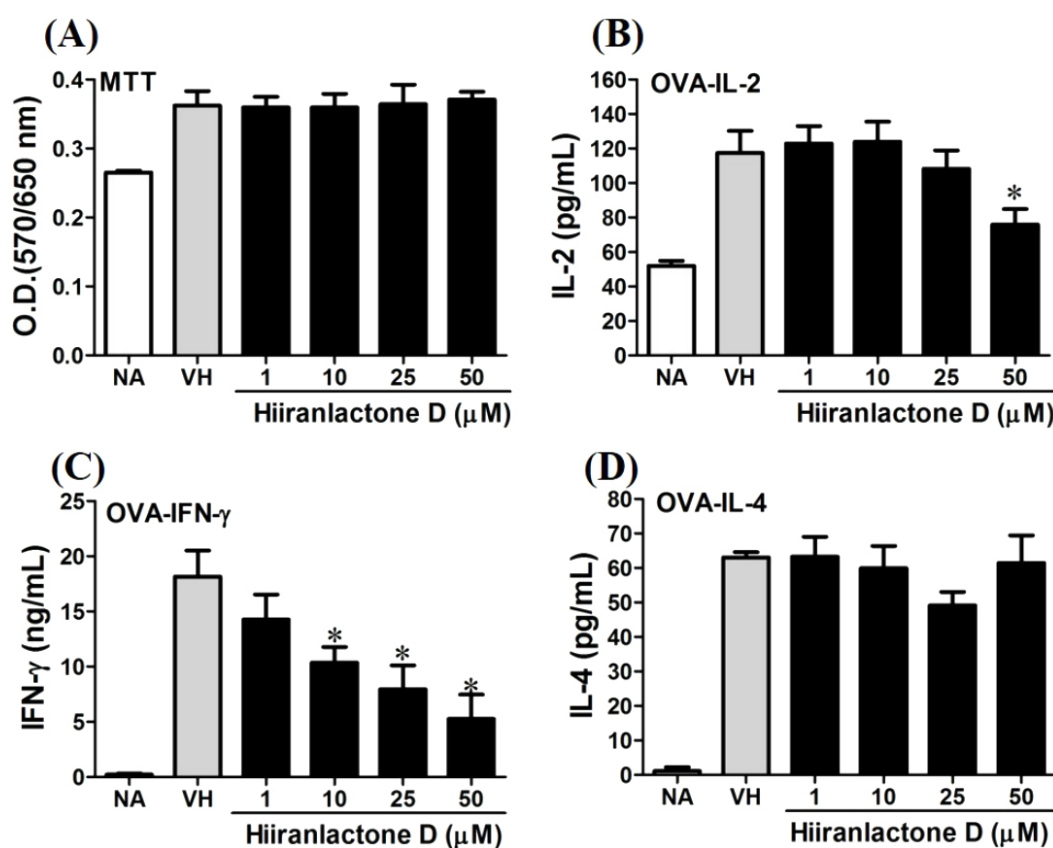 (A)
MTT
O.D.(570/650 nm)
0.4
0.3
0.2
0.1
0.0
NA VH 1 10 25 50
Hiiranlactone D (μM)
(B)
OVA-IL-2
IL-2 (pg/mL)
160
140
120
100
80
60
40
20
0
*
NA VH 1 10 25 50
Hiiranlactone D (μM)
(C)
OVA-IFN-γ
IFN-γ (ng/mL)
25
20
15
10
5
0
* * *
NA VH 1 10 25 50
Hiiranlactone D (μM)
(D)
OVA-IL-4
IL-4 (pg/mL)
80
70
60
50
40
30
20
10
0
NA VH 1 10 25 50
Hiiranlactone D (μM)